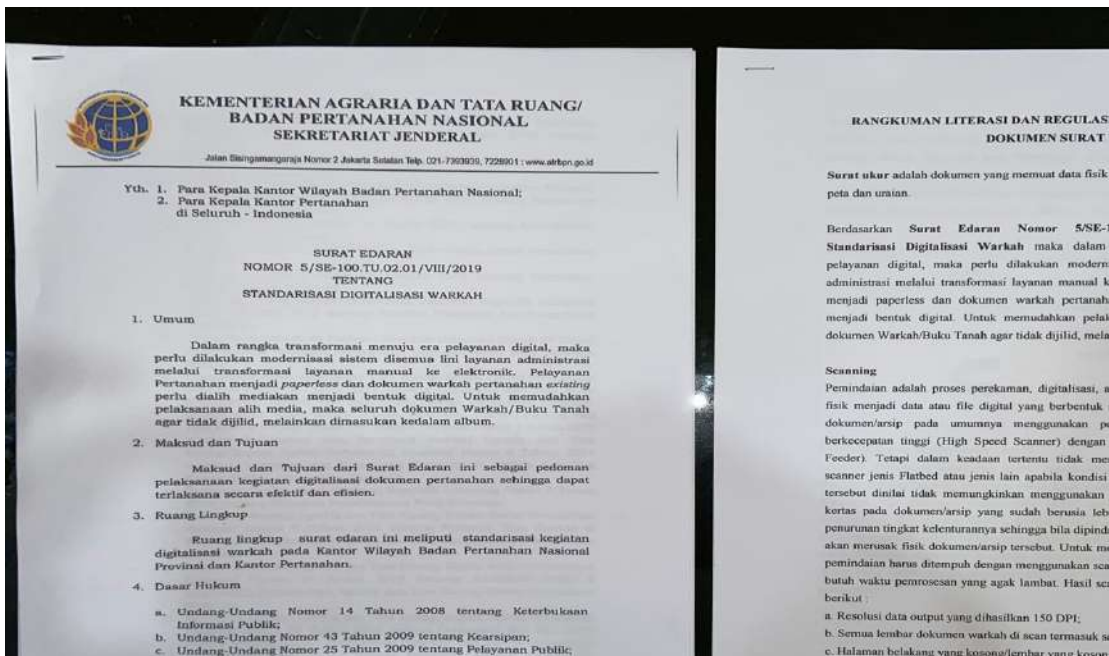 KEMENTERIAN AGRARIA DAN TATA RUANG/
BADAN PERTANAHAN NASIONAL
SEKRETARIAT JENDERAL
Jalan Sisingamangaraja Nomor 2 Jakarta Selatan Telp. 021-7393939, 7228901 : www.atrbpn.go.id
Yth. 1. Para Kepala Kantor Wilayah Badan Pertanahan Nasional;
2. Para Kepala Kantor Pertanahan
di Seluruh - Indonesia
SURAT EDARAN
NOMOR 5/SE-100.TU.02.01/VIII/2019
TENTANG
STANDARISASI DIGITALISASI WARKAH
1. Umum
Dalam rangka transformasi menuju era pelayanan digital, maka
perlu dilakukan modernisasi sistem disemua lini layanan administrasi
melalui transformasi layanan manual ke elektronik. Pelayanan
Pertanahan menjadi paperless dan dokumen warkah pertanahan existing
perlu dialih mediakan menjadi bentuk digital. Untuk memudahkan
pelaksanaan alih media, maka seluruh dokumen Warkah/Buku Tanah
agar tidak dijilid, melainkan dimasukan kedalam album.
2. Maksud dan Tujuan
Maksud dan Tujuan dari Surat Edaran ini sebagai pedoman
pelaksanaan kegiatan digitalisasi dokumen pertanahan sehingga dapat
terlaksana secara efektif dan efisien.
3. Ruang Lingkup
Ruang lingkup surat edaran ini meliputi standarisasi kegiatan
digitalisasi warkah pada Kantor Wilayah Badan Pertanahan Nasional
Provinsi dan Kantor Pertanahan.
4. Dasar Hukum
a. Undang-Undang Nomor 14 Tahun 2008 tentang Keterbukaan
Informasi Publik;
b. Undang-Undang Nomor 43 Tahun 2009 tentang Kearsipan;
c. Undang-Undang Nomor 25 Tahun 2009 tentang Pelayanan Publik;
RANGKUMAN LITERASI DAN REGULAS
DOKUMEN SURAT
Surat ukur adalah dokumen yang memuat data fisik
peta dan uraian.
Berdasarkan Surat Edaran Nomor 5/SE-1
Standarisasi Digitalisasi Warkah maka dalam
pelayanan digital, maka perlu dilakukan modern
administrasi melalui transformasi layanan manual k
menjadi paperless dan dokumen warkah pertanah
menjadi bentuk digital. Untuk memudahkan pelak
dokumen Warkah/Buku Tanah agar tidak dijilid, mela
Scanning
Pemindaian adalah proses perekaman, digitalisasi, a
fisik menjadi data atau file digital yang berbentuk
dokumen/arsip pada umumnya menggunakan pe
berkecepatan tinggi (High Speed Scanner) dengan
Feeder). Tetapi dalam keadaan tertentu tidak me
scanner jenis Flatbed atau jenis lain apabila kondisi
tersebut dinilai tidak memungkinkan menggunakan
kertas pada dokumen/arsip yang sudah berusia leb
penurunan tingkat kelenturannya sehingga bila dipind
akan merusak fisik dokumen/arsip tersebut. Untuk me
pemindaian harus ditempuh dengan menggunakan sca
butuh waktu pemrosesan yang agak lambat. Hasil sc
berikut :
a. Resolusi data output yang dihasilkan 150 DPI;
b. Semua lembar dokumen warkah di scan termasuk s
c. Halaman belakang yang kosong/lembar yang koson